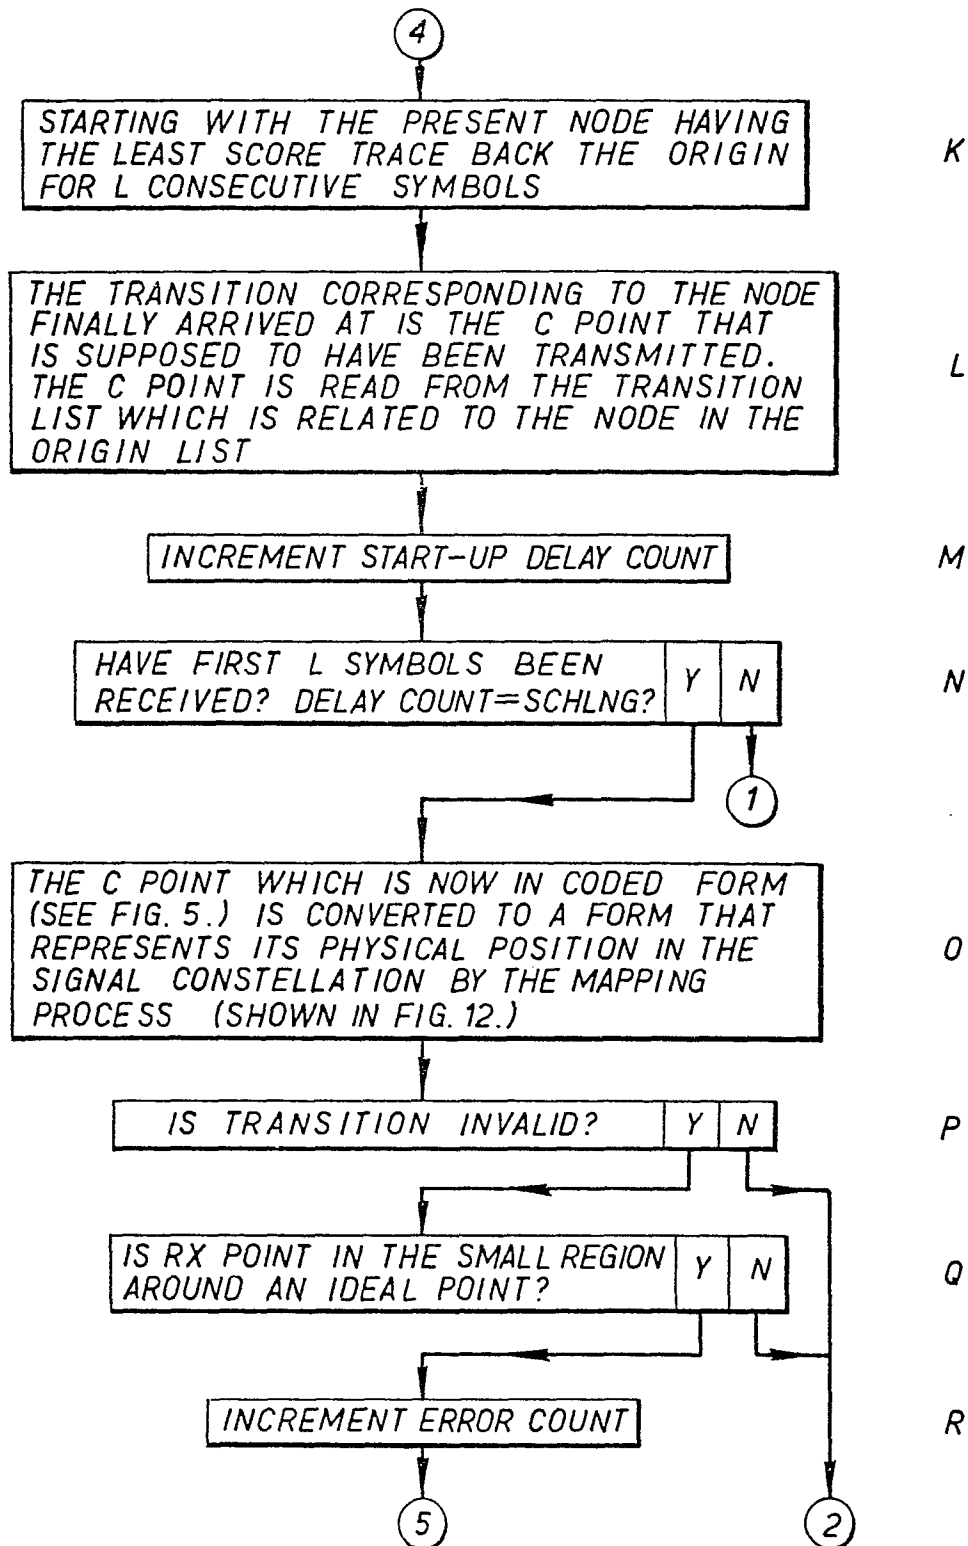 4
STARTING WITH THE PRESENT NODE HAVING
THE LEAST SCORE TRACE BACK THE ORIGIN
FOR L CONSECUTIVE SYMBOLS
K
THE TRANSITION CORRESPONDING TO THE NODE
FINALLY ARRIVED AT IS THE C POINT THAT
IS SUPPOSED TO HAVE BEEN TRANSMITTED.
THE C POINT IS READ FROM THE TRANSITION
LIST WHICH IS RELATED TO THE NODE IN THE
ORIGIN LIST
L
INCREMENT START-UP DELAY COUNT
M
HAVE FIRST L SYMBOLS BEEN
RECEIVED? DELAY COUNT=SCHLNG?
Y N
N
1
THE C POINT WHICH IS NOW IN CODED FORM
(SEE FIG. 5.) IS CONVERTED TO A FORM THAT
REPRESENTS ITS PHYSICAL POSITION IN THE
SIGNAL CONSTELLATION BY THE MAPPING
PROCESS (SHOWN IN FIG. 12.)
O
IS TRANSITION INVALID? Y N
P
IS RX POINT IN THE SMALL REGION
AROUND AN IDEAL POINT?
Y N
Q
INCREMENT ERROR COUNT
R
5
2